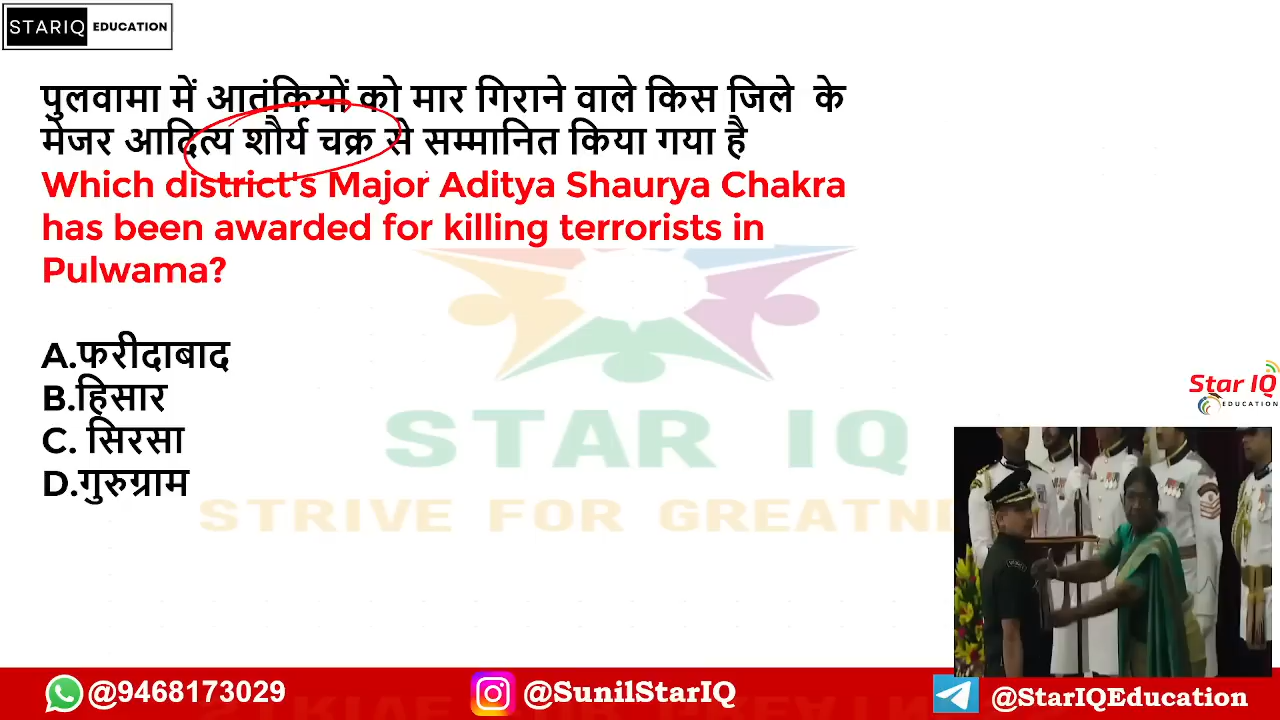 STARIQ EDUCATION
पुलवामा में आतंकियों को मार गिराने वाले किस जिले के
मेजर आदित्य शौर्य चक्र से सम्मानित किया गया है
Which district's Major Aditya Shaurya Chakra
has been awarded for killing terrorists in
Pulwama?
A.फरीदाबाद
B.हिसार
C. सिरसा
D.गुरुग्राम
Star IQ
EDUCATION
STAR IQ
STRIVE FOR GREATNE
@9468173029 @SunilStarIQ @StarIQEducation